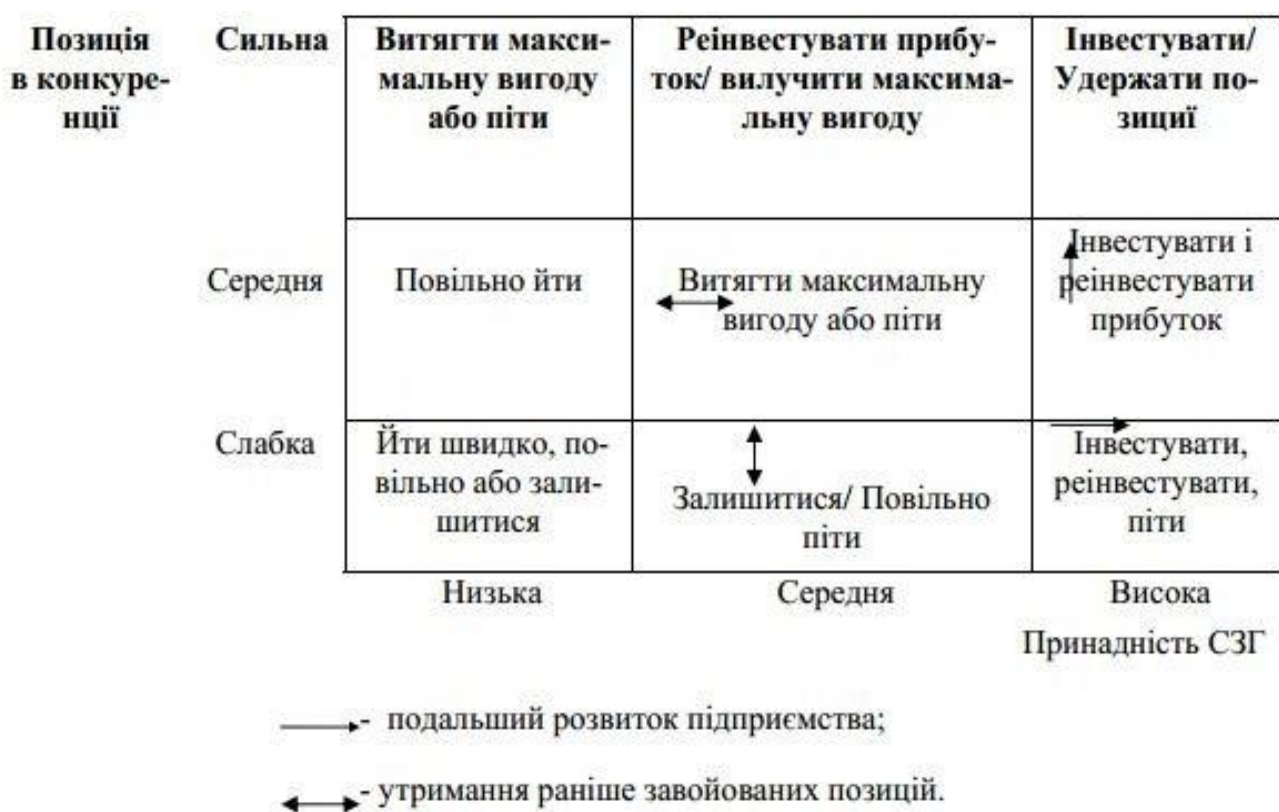 Позиція
в конкуре-
нції
Сильна
Витягти макси-
мальну вигоду
або піти
Реінвестувати прибу-
ток/ вилучити максима-
льну вигоду
Інвестувати/
Удержати по-
зициї
Середня
Повільно йти
Витягти максимальну
вигоду або піти
Інвестувати і
реінвестувати
прибуток
Слабка
Йти швидко, по-
вільно або зали-
шитися
Залишитися/ Повільно
піти
Інвестувати,
реінвестувати,
піти
Низька
Середня
Висока
Принадність СЗГ
- подальший розвиток підприємства;
- утримання раніше завойованих позицій.